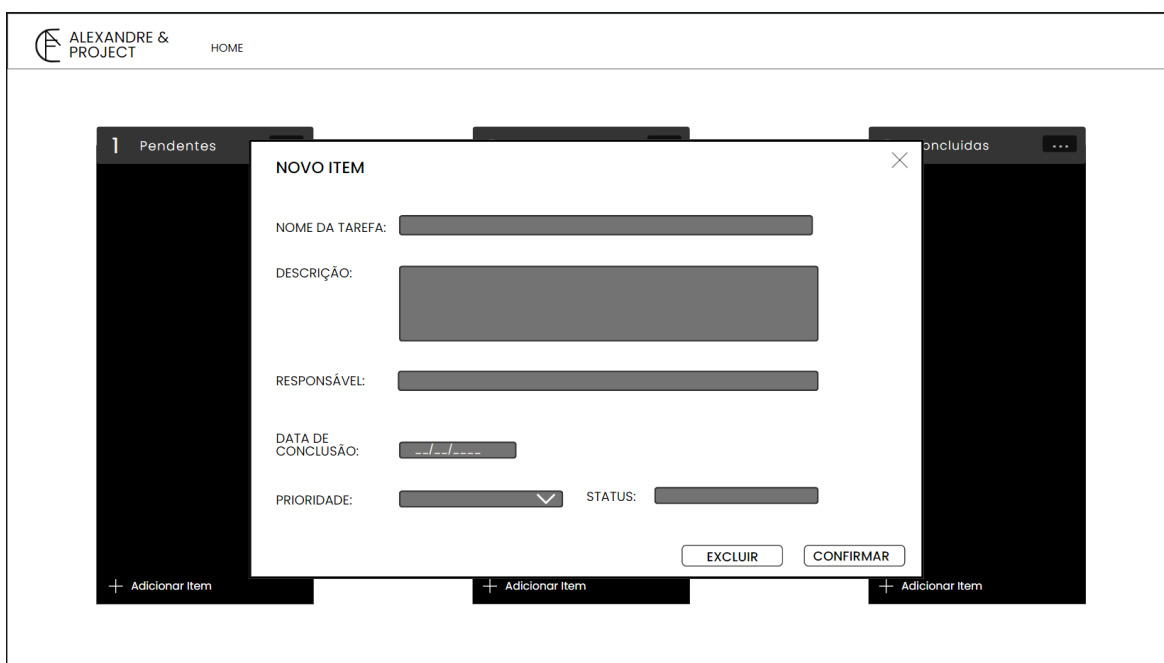 ALEXANDRE &
PROJECT
HOME
1 Pendentes
oncluidas ...
NOVO ITEM
NOME DA TAREFA:
DESCRIÇÃO:
RESPONSÁVEL:
DATA DE
CONCLUSÃO:
__/__/____
PRIORIDADE:
STATUS:
EXCLUIR
CONFIRMAR
+ Adicionar Item
+ Adicionar Item
+ Adicionar Item